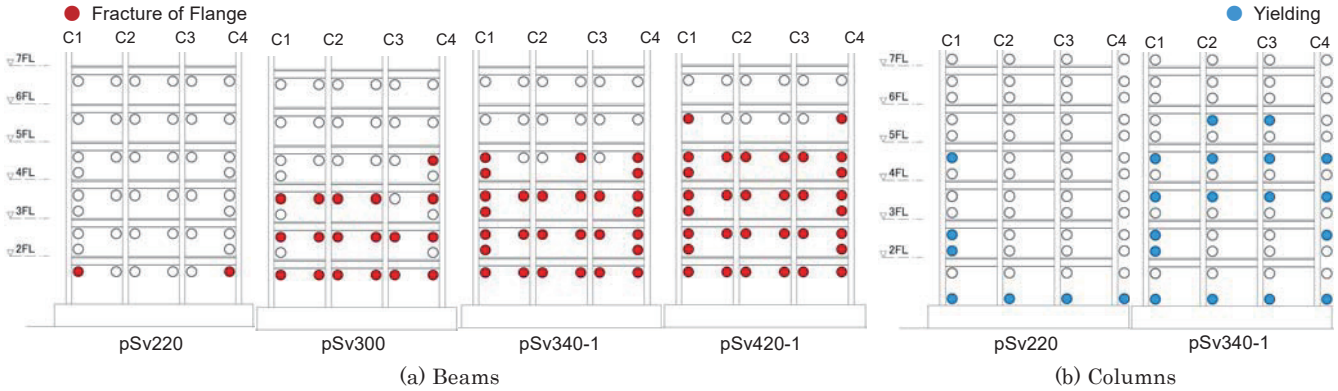 Fracture of Flange
Yielding
C1 C2 C3 C4
C1 C2 C3 C4
C1 C2 C3 C4
C1 C2 C3 C4
C1 C2 C3 C4
C1 C2 C3 C4
▽7FL
▽6FL
▽5FL
▽4FL
▽3FL
▽2FL
▽7FL
▽6FL
▽5FL
▽4FL
▽3FL
▽2FL
pSv220 pSv300 pSv340-1 pSv420-1
pSv220 pSv340-1
(a) Beams
(b) Columns